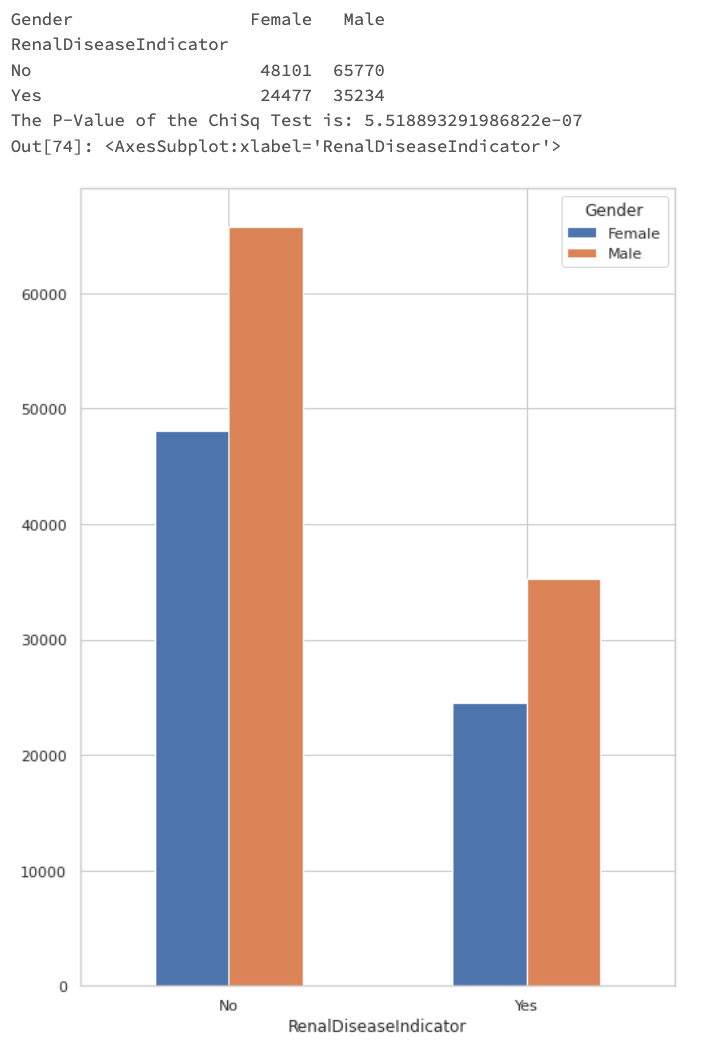 Gender Female Male
RenalDiseaseIndicator
No 48101 65770
Yes 24477 35234
The P-Value of the ChiSq Test is: 5.518893291986822e-07
Out[74]: <AxesSubplot:xlabel='RenalDiseaseIndicator'>
Gender
Female
Male
60000
50000
40000
30000
20000
10000
0
No Yes
RenalDiseaseIndicator